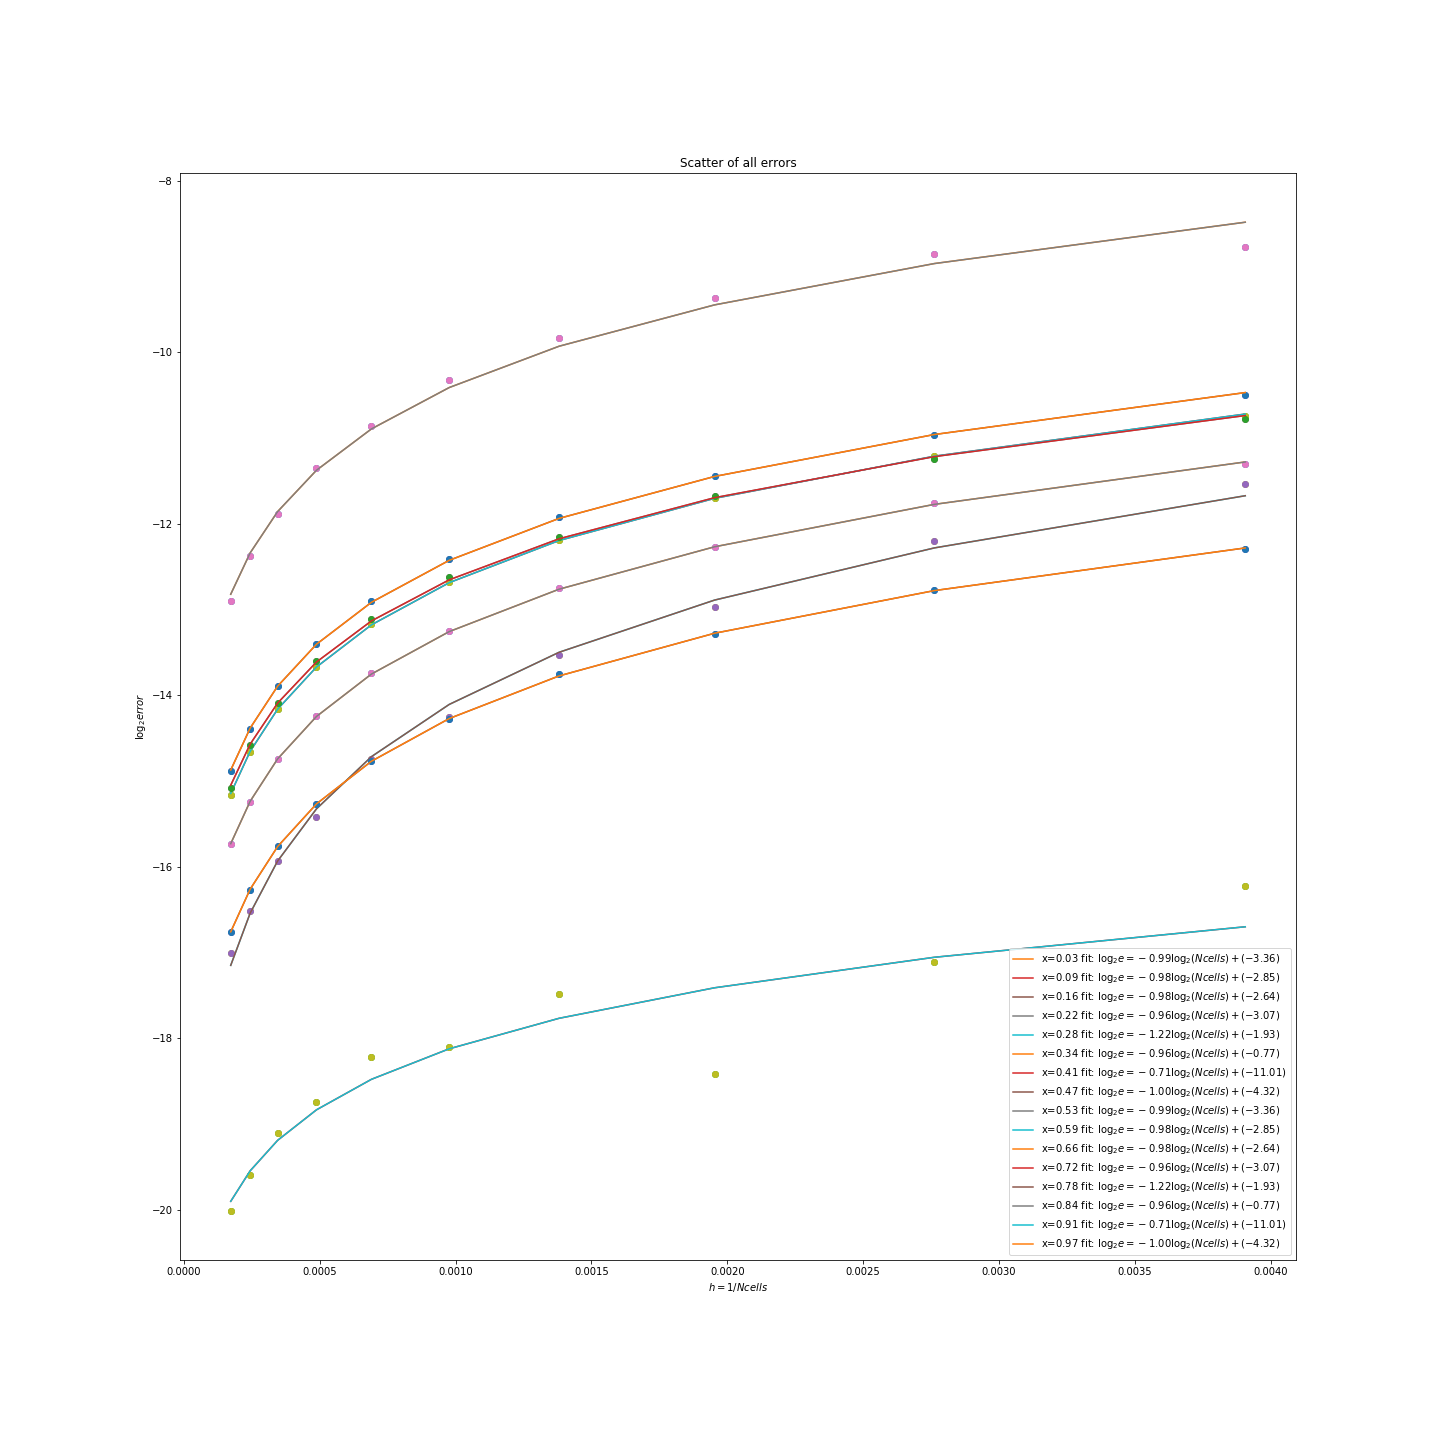 Scatter of all errors
−8
−10
−12
−14
−16
−18
−20
log₂error
0.0000 0.0005 0.0010 0.0015 0.0020 0.0025 0.0030 0.0035 0.0040
h = 1/Ncells
x=0.03 fit: log₂e = −0.99log₂(Ncells) + (−3.36)
x=0.09 fit: log₂e = −0.98log₂(Ncells) + (−2.85)
x=0.16 fit: log₂e = −0.98log₂(Ncells) + (−2.64)
x=0.22 fit: log₂e = −0.96log₂(Ncells) + (−3.07)
x=0.28 fit: log₂e = −1.22log₂(Ncells) + (−1.93)
x=0.34 fit: log₂e = −0.96log₂(Ncells) + (−0.77)
x=0.41 fit: log₂e = −0.71log₂(Ncells) + (−11.01)
x=0.47 fit: log₂e = −1.00log₂(Ncells) + (−4.32)
x=0.53 fit: log₂e = −0.99log₂(Ncells) + (−3.36)
x=0.59 fit: log₂e = −0.98log₂(Ncells) + (−2.85)
x=0.66 fit: log₂e = −0.98log₂(Ncells) + (−2.64)
x=0.72 fit: log₂e = −0.96log₂(Ncells) + (−3.07)
x=0.78 fit: log₂e = −1.22log₂(Ncells) + (−1.93)
x=0.84 fit: log₂e = −0.96log₂(Ncells) + (−0.77)
x=0.91 fit: log₂e = −0.71log₂(Ncells) + (−11.01)
x=0.97 fit: log₂e = −1.00log₂(Ncells) + (−4.32)